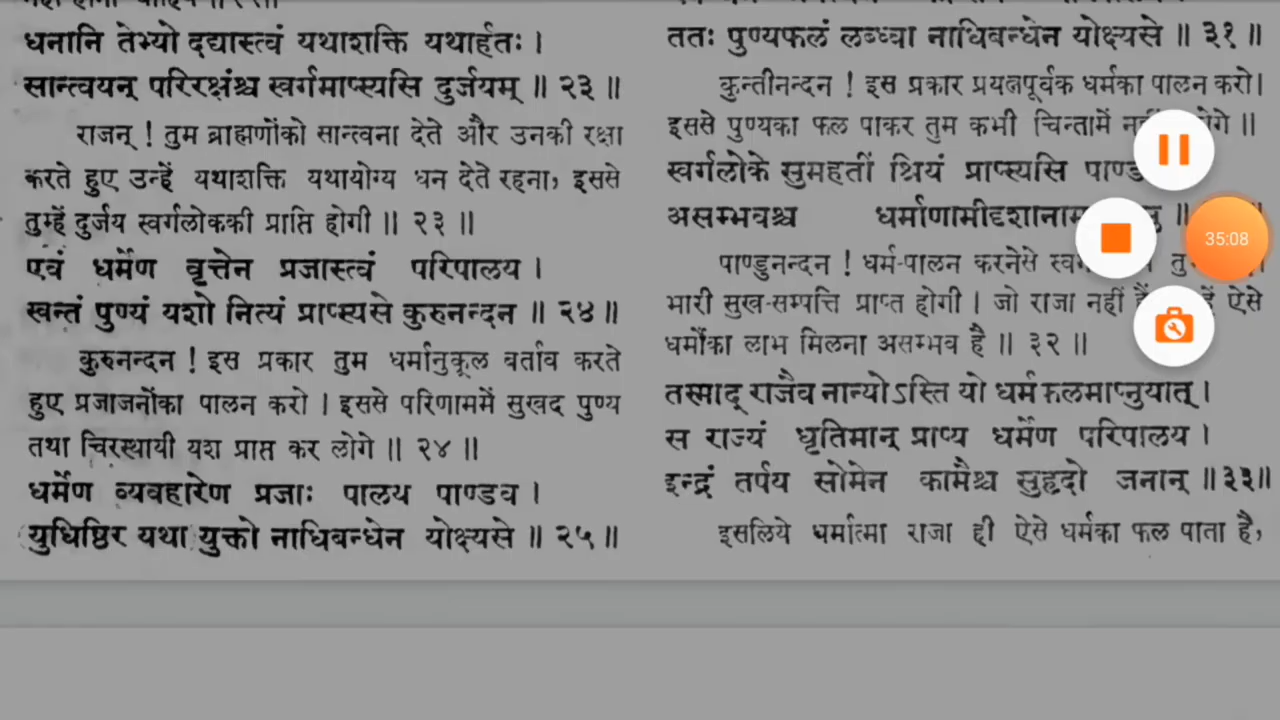 धनानि तेभ्यो दद्यास्त्वं यथाशक्ति यथार्हतः ।
सान्त्वयन् परिरक्षंश्च स्वर्गमाप्स्यसि दुर्जयम् ॥ २३ ॥
राजन् ! तुम ब्राह्मणोंको सान्त्वना देते और उनकी रक्षा
करते हुए उन्हें यथाशक्ति यथायोग्य धन देते रहना, इससे
तुम्हें दुर्जय स्वर्गलोककी प्राप्ति होगी ॥ २३ ॥
एवं धर्मेण वृत्तेन प्रजास्त्वं परिपालय ।
स्वन्तं पुण्यं यशो नित्यं प्राप्स्यसे कुरुनन्दन ॥ २४ ॥
कुरुनन्दन ! इस प्रकार तुम धर्मानुकूल बर्ताव करते
हुए प्रजाजनोंका पालन करो । इससे परिणाममें सुखद पुण्य
तथा चिरस्थायी यश प्राप्त कर लोगे ॥ २४ ॥
धर्मेण व्यवहारेण प्रजाः पालय पाण्डव ।
युधिष्ठिर यथा युक्तो नाधिबन्धेन योक्ष्यसे ॥ २५ ॥
ततः पुण्यफलं लब्ध्वा नाधिबन्धेन योक्ष्यसे ॥ ३१ ॥
कुन्तीनन्दन ! इस प्रकार प्रयत्नपूर्वक धर्मका पालन करो।
इससे पुण्यका फल पाकर तुम कभी चिन्तामें ॥
स्वर्गलोके सुमहतीं श्रियं प्राप्स्यसि
असम्भवश्च ॥
पाण्डुनन्दन ! धर्म-पालन करनेसे
भारी सुख-सम्पत्ति प्राप्त होगी । जो राजा नहीं हैं ऐसे
धर्मोंका लाभ मिलना असम्भव है ॥ ३२ ॥
तस्माद् राजैव नान्योऽस्ति यो धर्मफलमाप्नुयात् ।
स राज्यं धृतिमान् प्राप्य धर्मेण परिपालय ।
इन्द्रं तर्पय सोमेन कामैश्च सुहृदो जनान् ॥ ३३ ॥
इसलिये धर्मात्मा राजा ही ऐसे धर्मका फल पाता है,
35:08